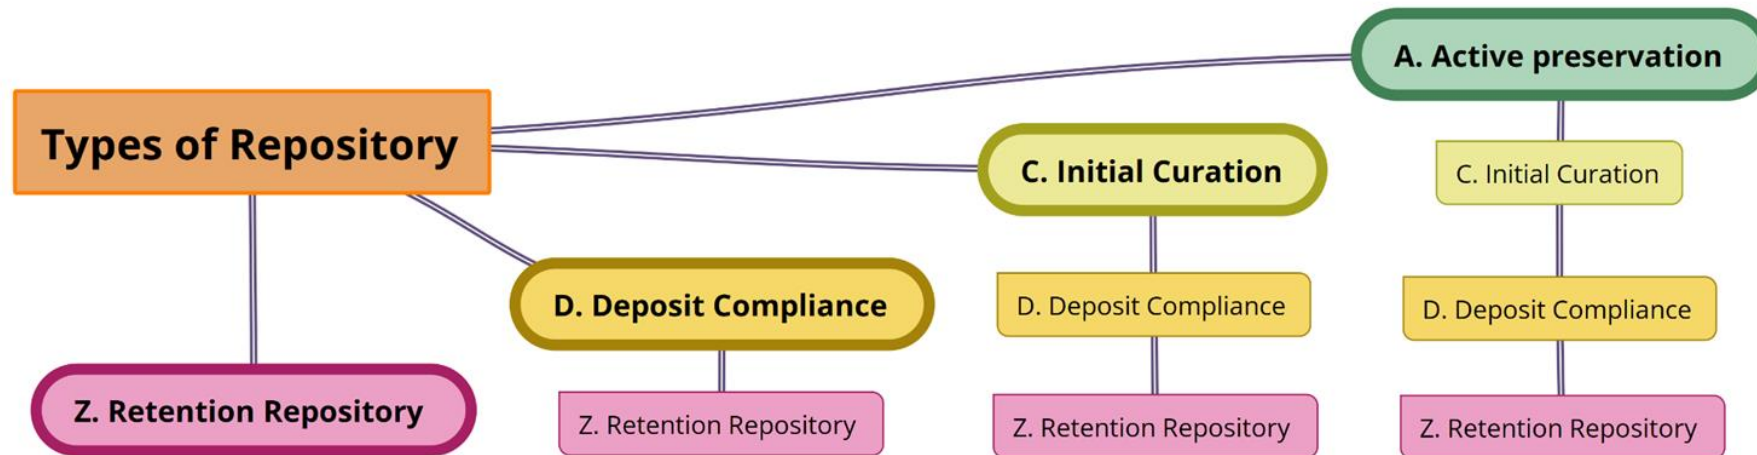 Types of Repository
A. Active preservation
C. Initial Curation
C. Initial Curation
D. Deposit Compliance
D. Deposit Compliance
D. Deposit Compliance
Z. Retention Repository
Z. Retention Repository
Z. Retention Repository
Z. Retention Repository